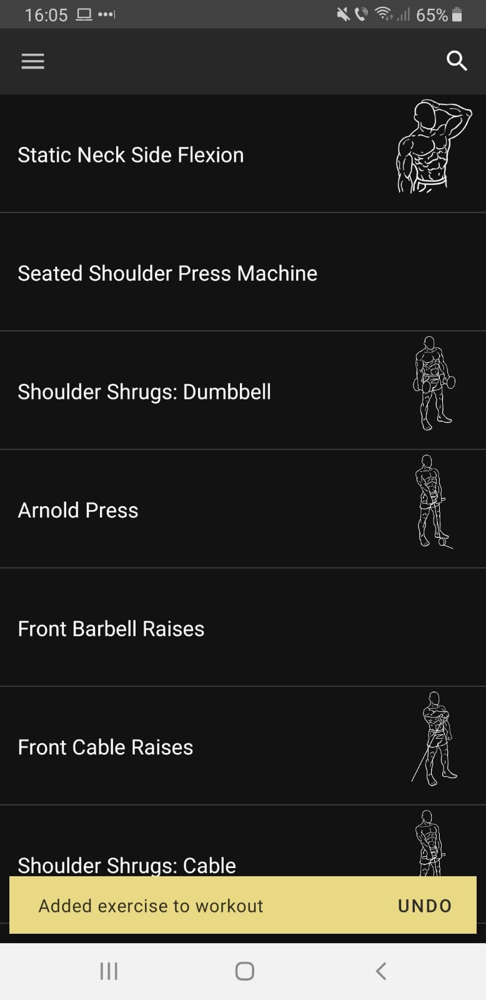 16:05 65%
Static Neck Side Flexion
Seated Shoulder Press Machine
Shoulder Shrugs: Dumbbell
Arnold Press
Front Barbell Raises
Front Cable Raises
Shoulder Shrugs: Cable
Added exercise to workout UNDO